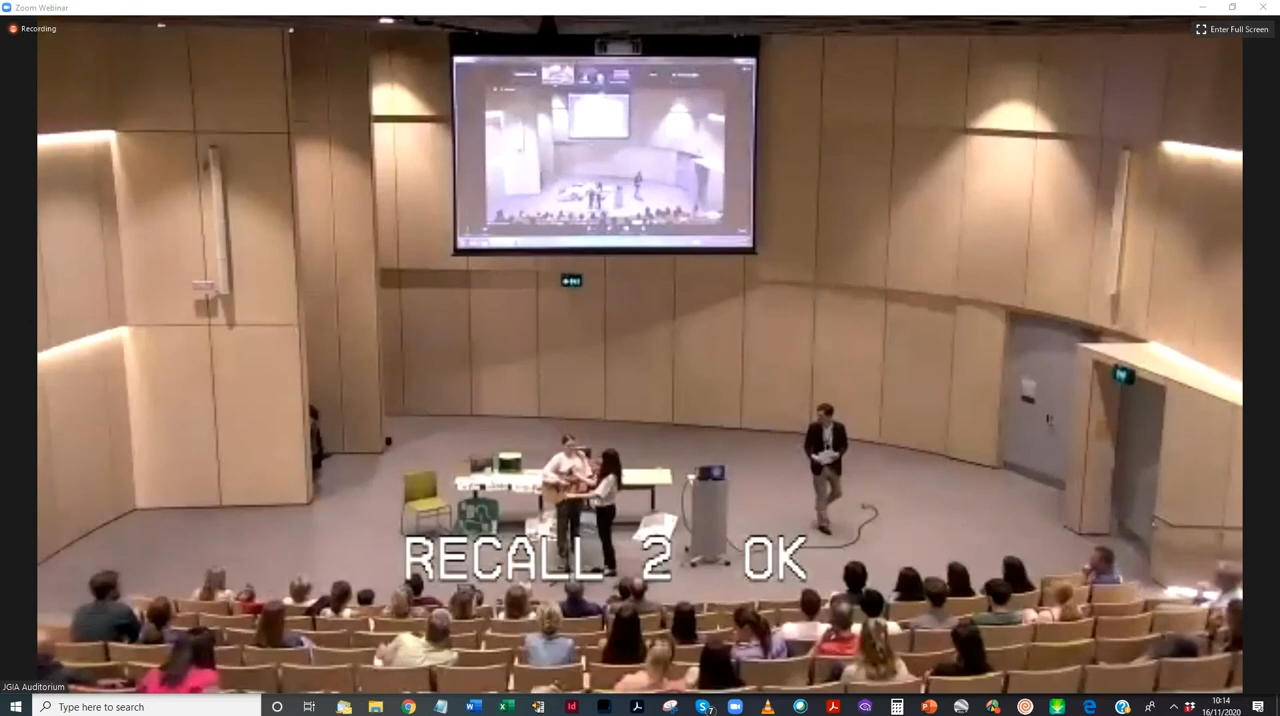 Zoom Webinar
Recording
Enter Full Screen
RECALL 2 OK
JGIA Auditorium
Type here to search
10:14
16/11/2020